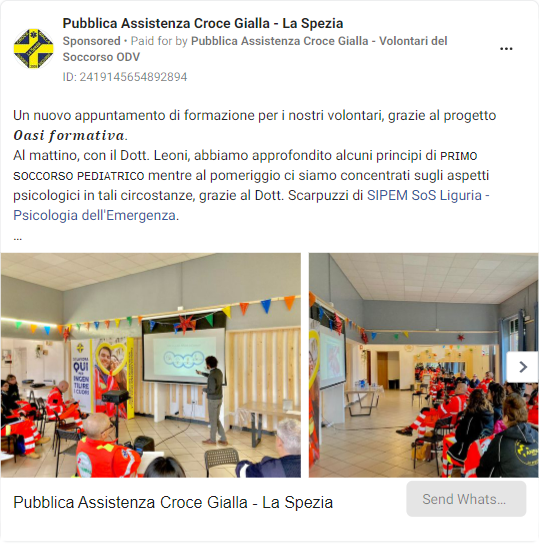 Pubblica Assistenza Croce Gialla - La Spezia
Sponsored • Paid for by Pubblica Assistenza Croce Gialla - Volontari del
Soccorso ODV
ID: 2419145654892894
Un nuovo appuntamento di formazione per i nostri volontari, grazie al progetto
𝑶𝒂𝒔𝒊 𝒇𝒐𝒓𝒎𝒂𝒕𝒊𝒗𝒂.
Al mattino, con il Dott. Leoni, abbiamo approfondito alcuni principi di ᴘʀɪᴍᴏ
ꜱᴏᴄᴄᴏʀꜱᴏ ᴘᴇᴅɪᴀᴛʀɪᴄᴏ mentre al pomeriggio ci siamo concentrati sugli aspetti
psicologici in tali circostanze, grazie al Dott. Scarpuzzi di SIPEM SoS Liguria -
Psicologia dell'Emergenza.
...
QUI
Pubblica Assistenza Croce Gialla - La Spezia
Send Whats...